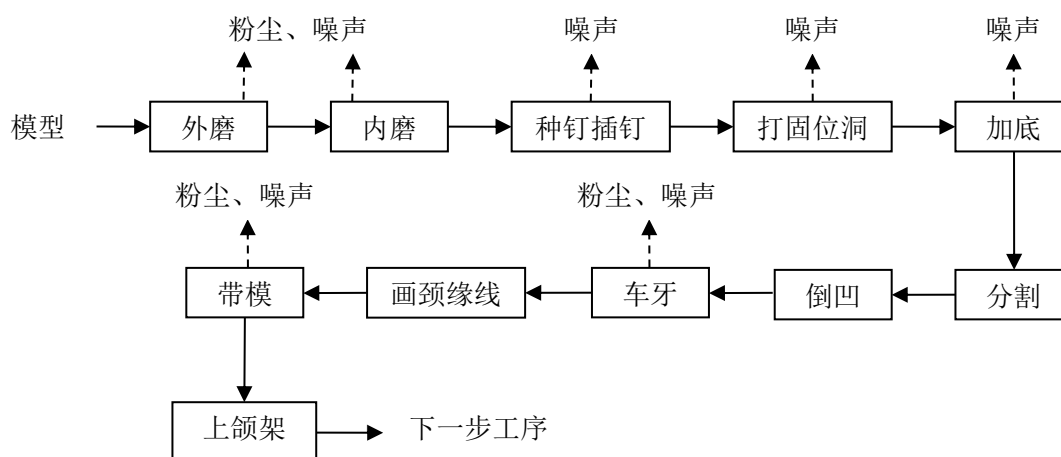 粉尘、噪声 噪声 噪声 噪声
模型 外磨 内磨 种钉插钉 打固位洞 加底
粉尘、噪声 粉尘、噪声
带模 画颈缘线 车牙 倒凹 分割
上颌架 下一步工序